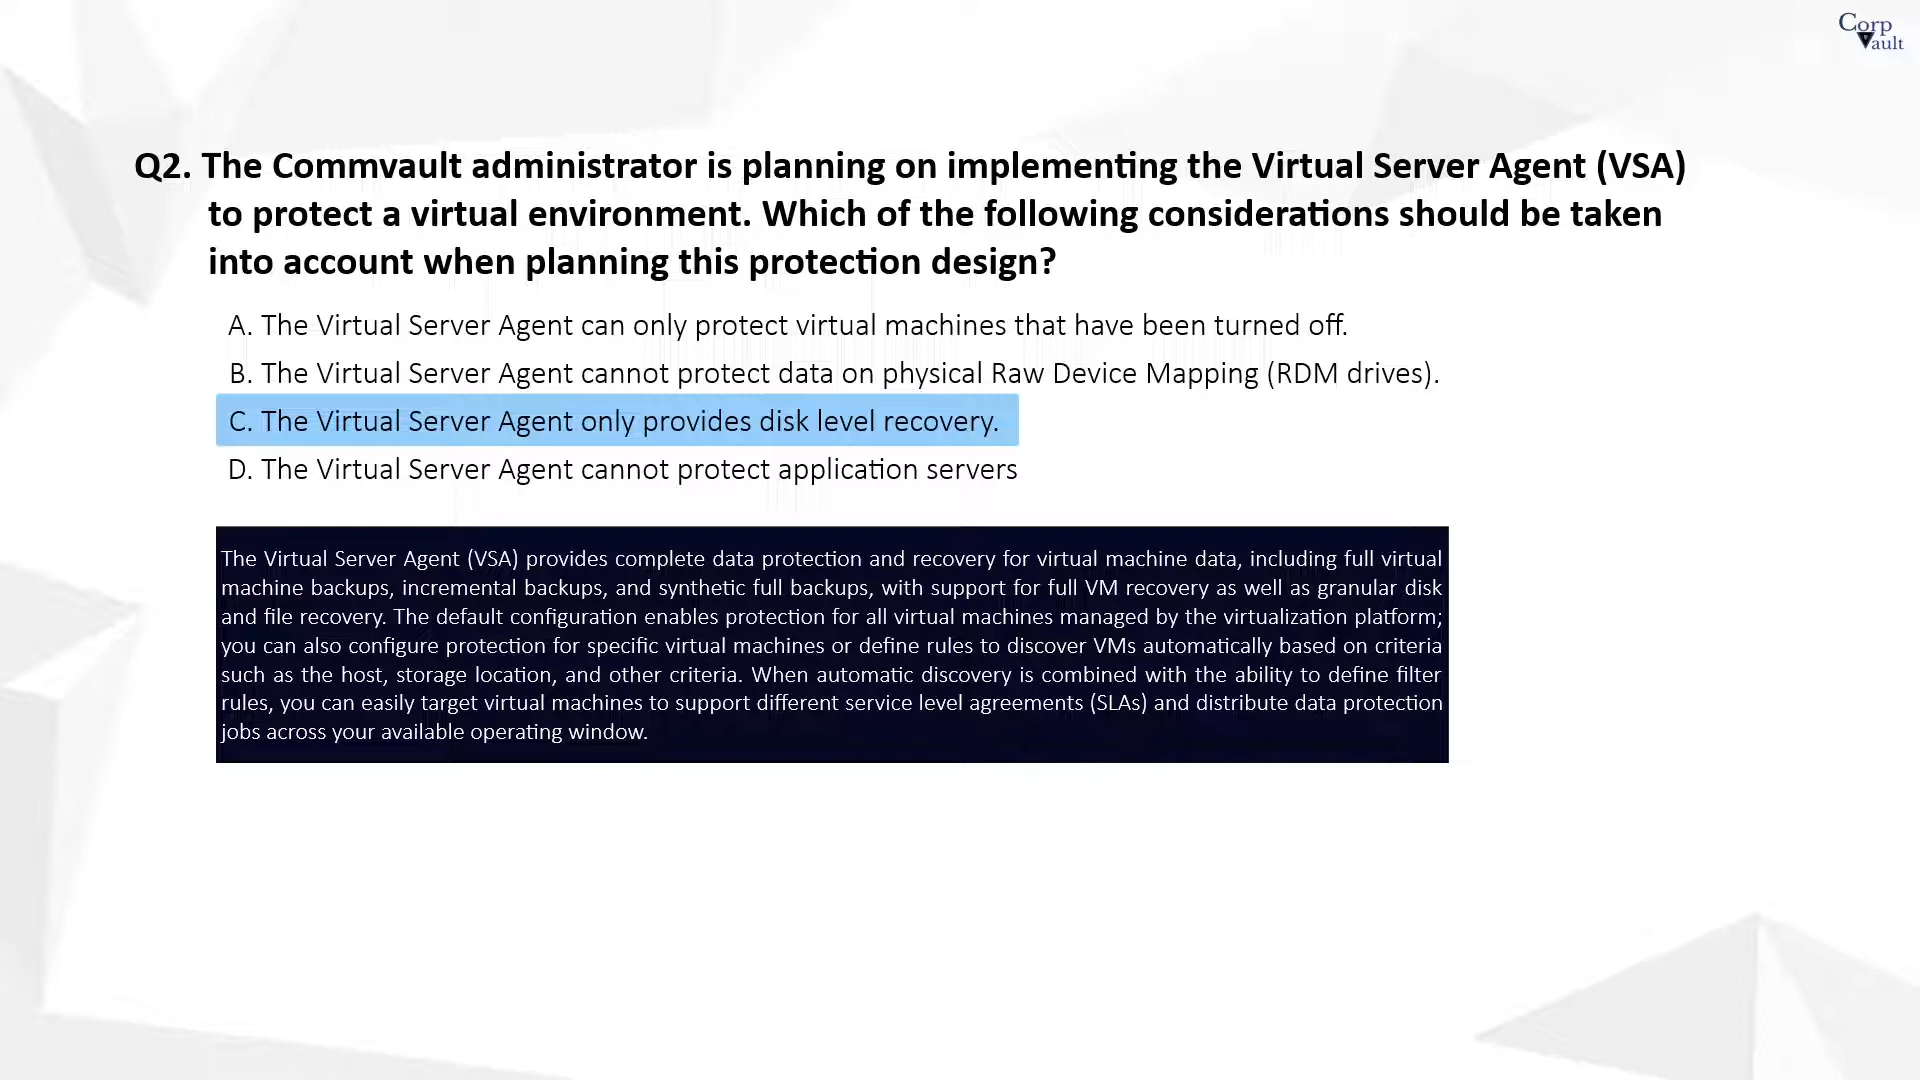 Corp
Vault
Q2. The Commvault administrator is planning on implementing the Virtual Server Agent (VSA)
to protect a virtual environment. Which of the following considerations should be taken
into account when planning this protection design?
A. The Virtual Server Agent can only protect virtual machines that have been turned off.
B. The Virtual Server Agent cannot protect data on physical Raw Device Mapping (RDM drives).
C. The Virtual Server Agent only provides disk level recovery.
D. The Virtual Server Agent cannot protect application servers
The Virtual Server Agent (VSA) provides complete data protection and recovery for virtual machine data, including full virtual
machine backups, incremental backups, and synthetic full backups, with support for full VM recovery as well as granular disk
and file recovery. The default configuration enables protection for all virtual machines managed by the virtualization platform;
you can also configure protection for specific virtual machines or define rules to discover VMs automatically based on criteria
such as the host, storage location, and other criteria. When automatic discovery is combined with the ability to define filter
rules, you can easily target virtual machines to support different service level agreements (SLAs) and distribute data protection
jobs across your available operating window.